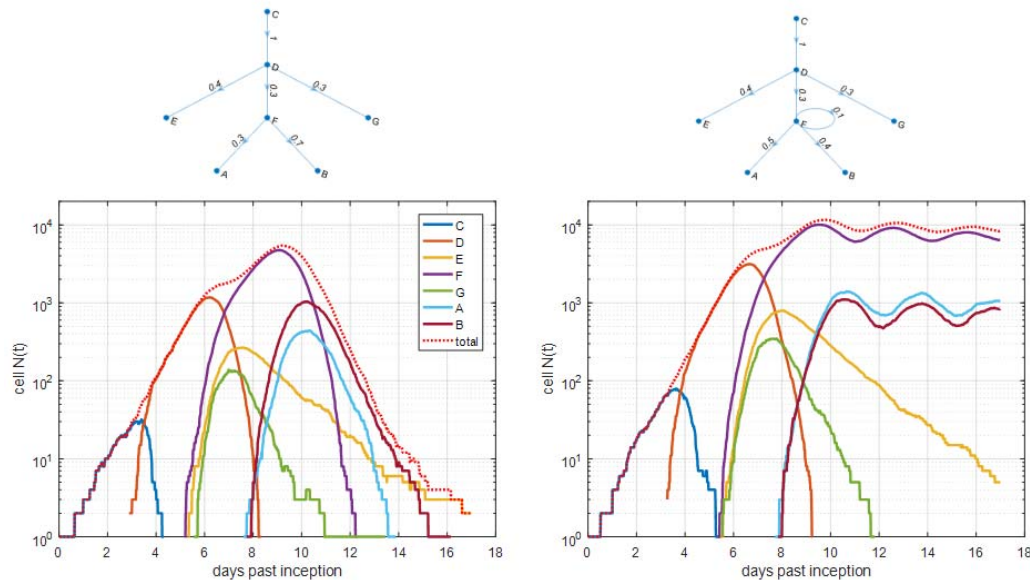 C
1
D
0.4
0.3
0.3
E
F
G
0.3
0.7
A
B
C
1
D
0.4
0.3
0.3
E
F
0.1
G
0.5
0.4
A
B
10^4
10^3
10^2
10^1
10^0
cell N(t)
C
D
E
F
G
A
B
total
0 2 4 6 8 10 12 14 16 18
days past inception
10^4
10^3
10^2
10^1
10^0
cell N(t)
0 2 4 6 8 10 12 14 16 18
days past inception